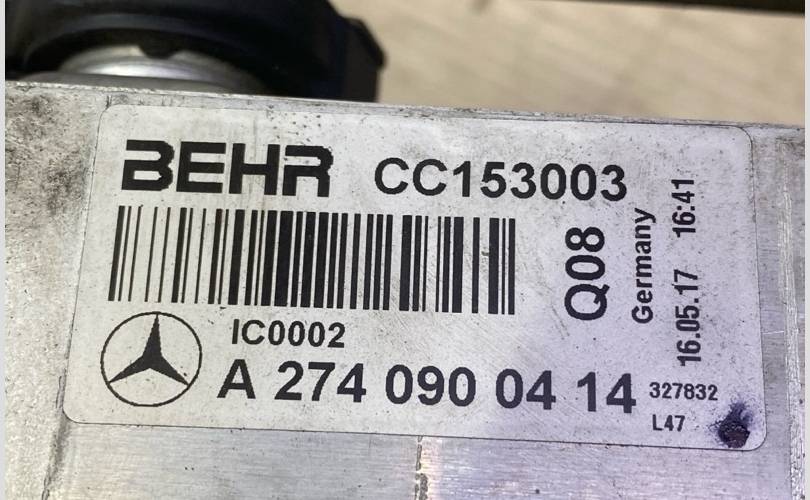 BEHR CC153003
Q08
Germany
16.05.17 16:41
IC0002
A 274 090 04 14
327832
L47